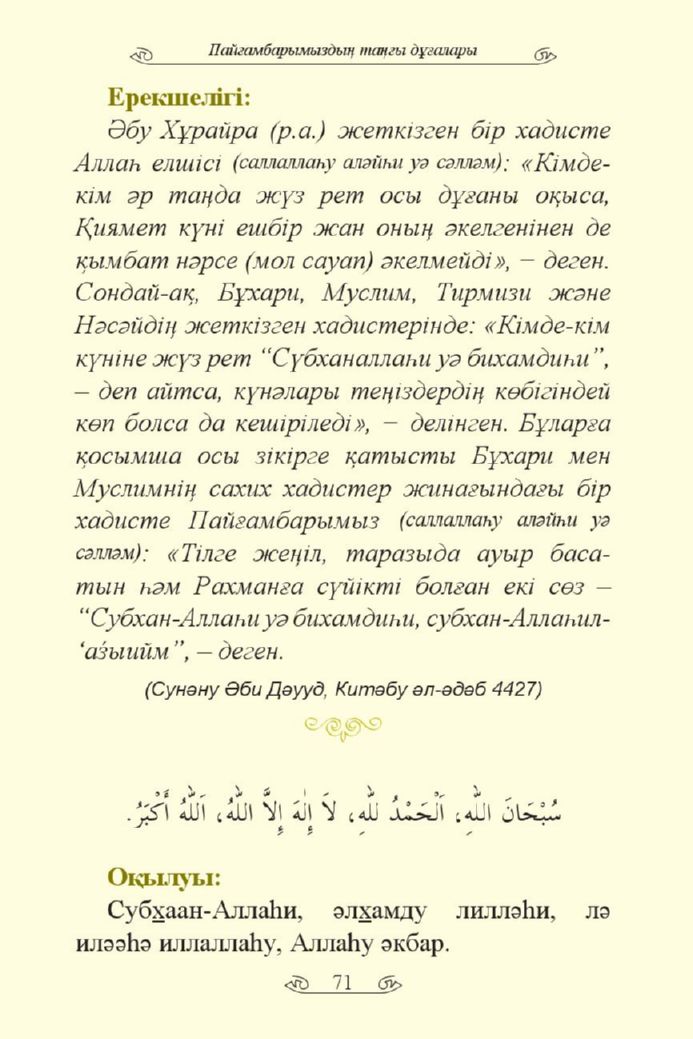 Пайғамбарымыздың таңғы дұғалары
Ерекшелігі:
Әбу Хұрайра (р.а.) жеткізген бір хадисте
Аллаһ елшісі (саллаллаһу аләйһи уә сәлләм): «Кімде-
кім әр таңда жүз рет осы дұғаны оқыса,
Қиямет күні ешбір жан оның әкелгенінен де
қымбат нәрсе (мол сауап) әкелмейді», − деген.
Сондай-ақ, Бұхари, Муслим, Тирмизи және
Нәсәйдің жеткізген хадистерінде: «Кімде-кім
күніне жүз рет “Сүбханаллаһи уә бихамдиһи”,
– деп айтса, күнәлары теңіздердің көбігіндей
көп болса да кешіріледі», − делінген. Бұларға
қосымша осы зікірге қатысты Бұхари мен
Муслимнің сахих хадистер жинағындағы бір
хадисте Пайғамбарымыз (саллаллаһу аләйһи уә
сәлләм): «Тілге жеңіл, таразыда ауыр баса-
тын һәм Рахманға сүйікті болған екі сөз –
“Субхан-Аллаһи уә бихамдиһи, субхан-Аллаһил-
‘аз́ыийм”, – деген.
(Сунәну Әби Дәууд, Китәбу әл-әдәб 4427)
سُبْحَانَ اللّٰهِ، اَلْحَمْدُ للّٰهِ، لاَ إِلٰهَ إِلاَّ اللّٰهُ، اَللّٰهُ أَكْبَرُ.
Оқылуы:
Субхаан-Аллаһи, әлхамду лилләһи, лә
иләәһә иллаллаһу, Аллаһу әкбар.
71